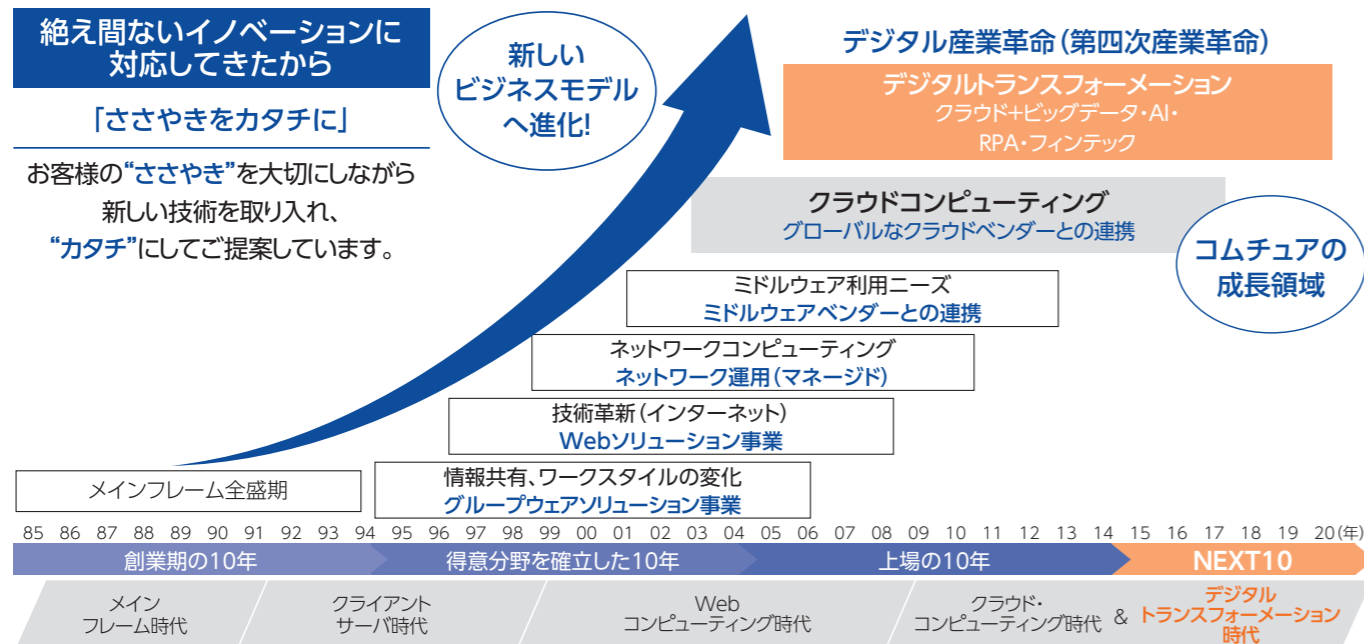 絶え間ないイノベーションに
対応してきたから
「ささやきをカタチに」
お客様の“ささやき”を大切にしながら
新しい技術を取り入れ、
“カタチ”にしてご提案しています。
新しい
ビジネスモデル
へ進化!
デジタル産業革命(第四次産業革命)
デジタルトランスフォーメーション
クラウド+ビッグデータ・AI・
RPA・フィンテック
クラウドコンピューティング
グローバルなクラウドベンダーとの連携
コムチュアの
成長領域
ミドルウェア利用ニーズ
ミドルウェアベンダーとの連携
ネットワークコンピューティング
ネットワーク運用(マネージド)
技術革新(インターネット)
Webソリューション事業
情報共有、ワークスタイルの変化
グループウェアソリューション事業
メインフレーム全盛期
85 86 87 88 89 90 91 92 93 94 95 96 97 98 99 00 01 02 03 04 05 06 07 08 09 10 11 12 13 14 15 16 17 18 19 20(年)
創業期の10年 得意分野を確立した10年 上場の10年 NEXT10
メイン
フレーム時代
クライアント
サーバ時代
Web
コンピューティング時代
クラウド・
コンピューティング時代
&
デジタル
トランスフォーメーション
時代